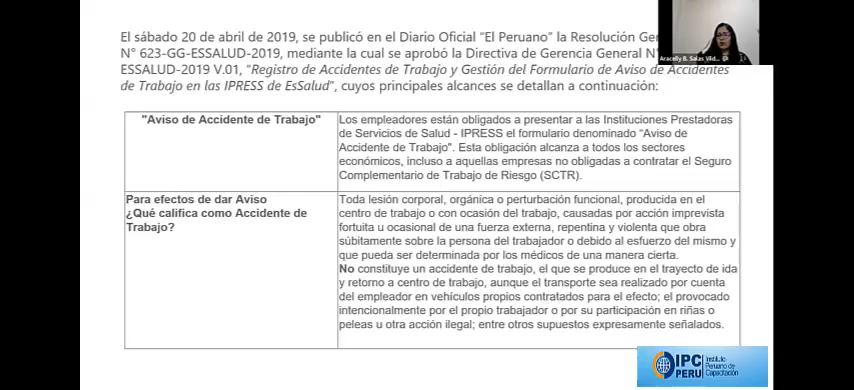 El sábado 20 de abril de 2019, se publicó en el Diario Oficial "El Peruano" la Resolución
N° 623-GG-ESSALUD-2019, mediante la cual se aprobó la Directiva de Gerencia General
ESSALUD-2019 V.01, "Registro de Accidentes de Trabajo y Gestión del Formulario de Aviso de Accidentes
de Trabajo en las IPRESS de EsSalud", cuyos principales alcances se detallan a continuación:
Aracelly B. Salas
"Aviso de Accidente de Trabajo"
Los empleadores están obligados a presentar a las Instituciones Prestadoras
de Servicios de Salud - IPRESS el formulario denominado "Aviso de
Accidente de Trabajo". Esta obligación alcanza a todos los sectores
económicos, incluso a aquellas empresas no obligadas a contratar el Seguro
Complementario de Trabajo de Riesgo (SCTR).
Para efectos de dar Aviso
¿Qué califica como Accidente de
Trabajo?
Toda lesión corporal, orgánica o perturbación funcional, producida en el
centro de trabajo o con ocasión del trabajo, causadas por acción imprevista
fortuita u ocasional de una fuerza externa, repentina y violenta que obra
súbitamente sobre la persona del trabajador o debido al esfuerzo del mismo y
que pueda ser determinada por los médicos de una manera cierta.
No constituye un accidente de trabajo, el que se produce en el trayecto de ida
y retorno a centro de trabajo, aunque el transporte sea realizado por cuenta
del empleador en vehículos propios contratados para el efecto; el provocado
intencionalmente por el propio trabajador o por su participación en riñas o
peleas u otra acción ilegal; entre otros supuestos expresamente señalados.
IPC
PERÚ
Instituto
Peruano de
Capacitación